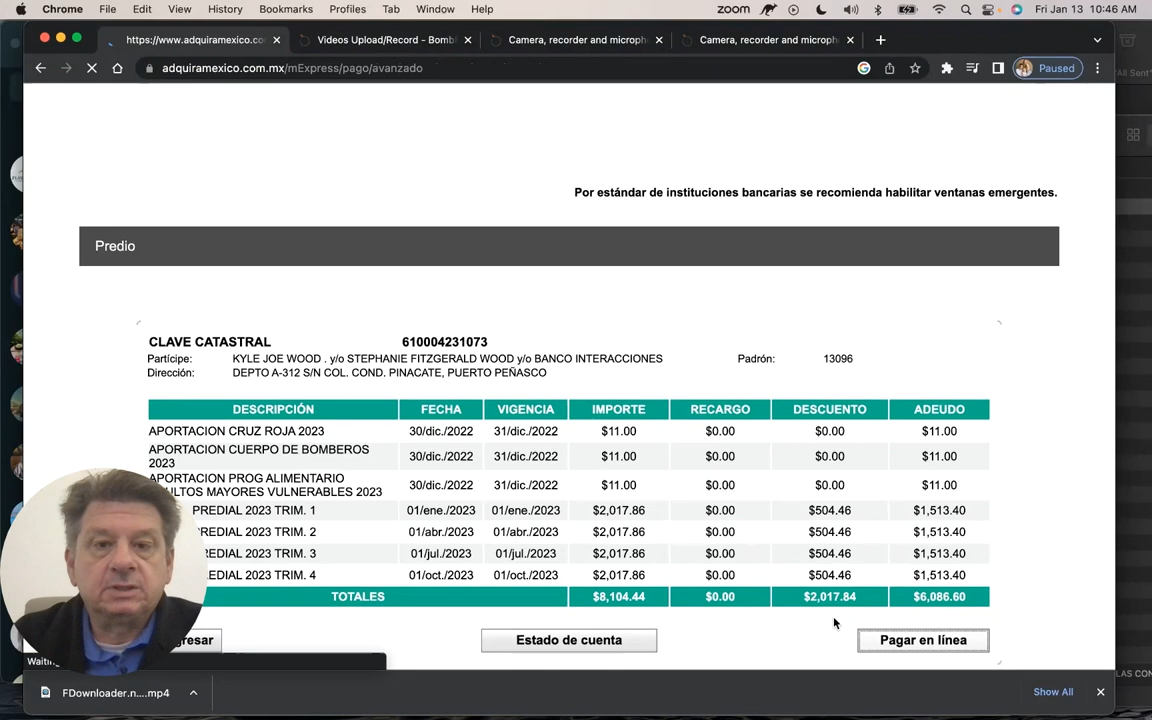 Chrome File Edit View History Bookmarks Profiles Tab Window Help zoom Fri Jan 13 10:46 AM
https://www.adquiramexico.co Videos Upload/Record - Bomb Camera, recorder and microph Camera, recorder and microph
adquiramexico.com.mx/mExpress/pago/avanzado Paused
All Sent"
Por estándar de instituciones bancarias se recomienda habilitar ventanas emergentes.
Predio
CLAVE CATASTRAL 610004231073
Partícipe: KYLE JOE WOOD . y/o STEPHANIE FITZGERALD WOOD y/o BANCO INTERACCIONES Padrón: 13096
Dirección: DEPTO A-312 S/N COL. COND. PINACATE, PUERTO PEÑASCO
DESCRIPCIÓN FECHA VIGENCIA IMPORTE RECARGO DESCUENTO ADEUDO
APORTACION CRUZ ROJA 2023 30/dic./2022 31/dic./2022 $11.00 $0.00 $0.00 $11.00
APORTACION CUERPO DE BOMBEROS
2023 30/dic./2022 31/dic./2022 $11.00 $0.00 $0.00 $11.00
APORTACION PROG ALIMENTARIO
ULTOS MAYORES VULNERABLES 2023 30/dic./2022 31/dic./2022 $11.00 $0.00 $0.00 $11.00
PREDIAL 2023 TRIM. 1 01/ene./2023 01/ene./2023 $2,017.86 $0.00 $504.46 $1,513.40
REDIAL 2023 TRIM. 2 01/abr./2023 01/abr./2023 $2,017.86 $0.00 $504.46 $1,513.40
REDIAL 2023 TRIM. 3 01/jul./2023 01/jul./2023 $2,017.86 $0.00 $504.46 $1,513.40
REDIAL 2023 TRIM. 4 01/oct./2023 01/oct./2023 $2,017.86 $0.00 $504.46 $1,513.40
TOTALES $8,104.44 $0.00 $2,017.84 $6,086.60
gresar Estado de cuenta Pagar en línea
Waiting
FDownloader.n....mp4 Show All
LAS CON